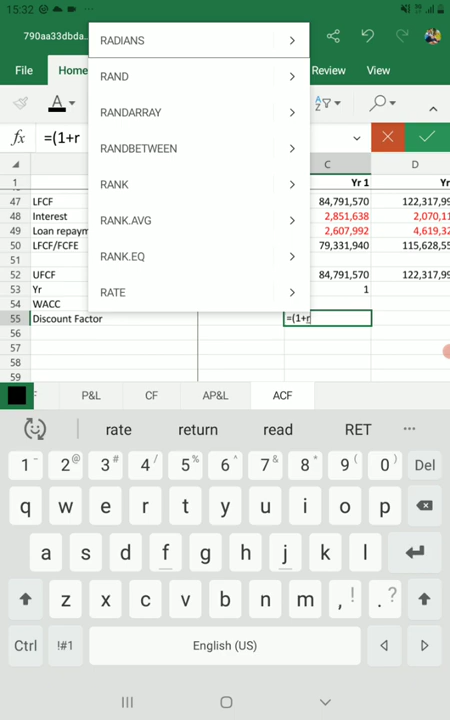 15:32
790aa33dbda..
File Home Review View
A
A
Z
fx =(1+r
RADIANS
RAND
RANDARRAY
RANDBETWEEN
RANK
RANK.AVG
RANK.EQ
RATE
C D
1 Yr 1 Yr
47 LFCF 84,791,570 122,317,99
48 Interest 2,851,638 2,070,11
49 Loan repaym 2,607,992 4,619,32
50 LFCF/FCFE 79,331,940 115,628,55
51
52 UFCF 84,791,570 122,317,99
53 Yr 1
54 WACC
55 Discount Factor =(1+r
56
57
58
59
P&L CF AP&L ACF
rate return read RET ...
1 - 2 @ 3 # 4 / 5 % 6 ^ 7 & 8 * 9 ( 0 ) Del
q w e r t y u i o p
a s d f g h j k l
z x c v b n m , ! . ?
Ctrl !#1 English (US)